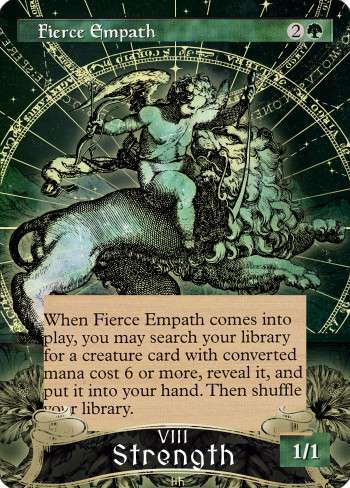 Fierce Empath
2
When Fierce Empath comes into
play, you may search your library
for a creature card with converted
mana cost 6 or more, reveal it, and
put it into your hand. Then shuffle
your library.
VIII
Strength
1/1